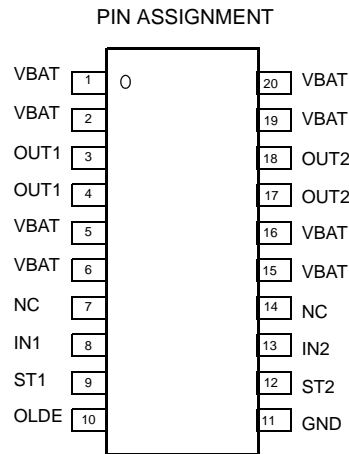 PIN ASSIGNMENT
VBAT 1 20 VBAT
VBAT 2 19 VBAT
OUT1 3 18 OUT2
OUT1 4 17 OUT2
VBAT 5 16 VBAT
VBAT 6 15 VBAT
NC 7 14 NC
IN1 8 13 IN2
ST1 9 12 ST2
OLDE 10 11 GND